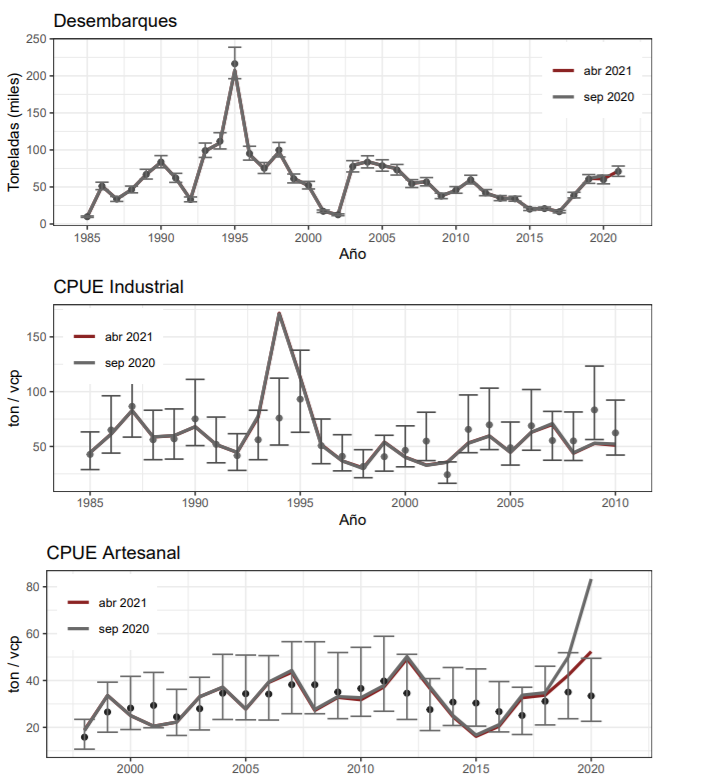 Desembarques
250
200
150
100
50
0
Toneladas (miles)
abr 2021
sep 2020
1985 1990 1995 2000 2005 2010 2015 2020
Año
CPUE Industrial
150
100
50
ton / vcp
abr 2021
sep 2020
1985 1990 1995 2000 2005 2010
Año
CPUE Artesanal
80
60
40
20
ton / vcp
abr 2021
sep 2020
2000 2005 2010 2015 2020